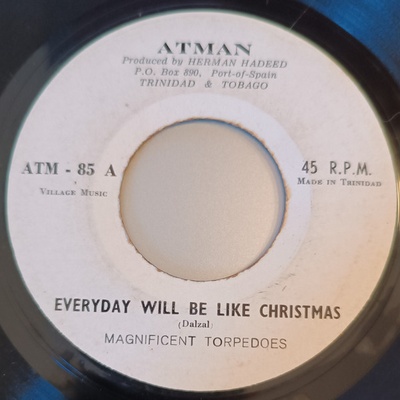 ATMAN
Produced by HERMAN HADEED
P.O. Box 890, Port-of-Spain
TRINIDAD & TOBAGO
ATM - 85 A
45 R.P.M.
VILLAGE MUSIC
MADE IN TRINIDAD
EVERYDAY WILL BE LIKE CHRISTMAS
(Dalzal)
MAGNIFICENT TORPEDOES